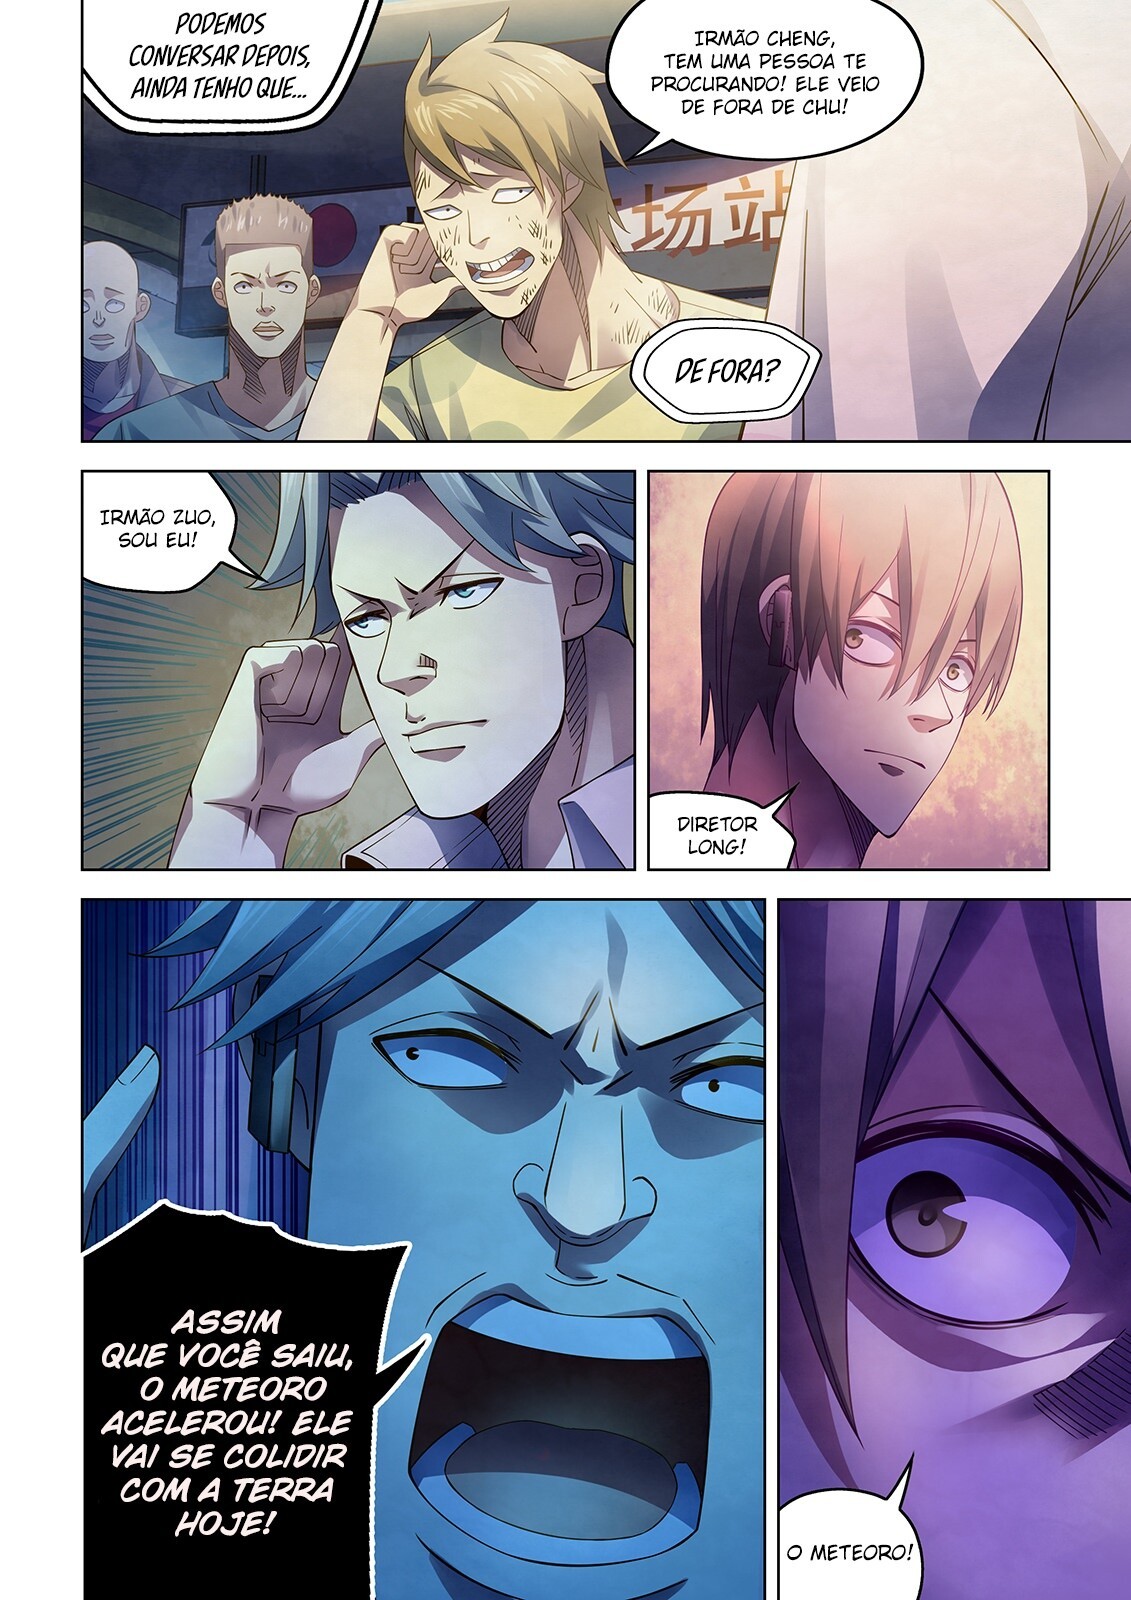 PODEMOS
CONVERSAR DEPOIS,
AINDA TENHO QUE...
IRMÃO CHENG,
TEM UMA PESSOA TE
PROCURANDO! ELE VEIO
DE FORA DE CHU!
场站
DE FORA?
IRMÃO ZUO,
SOU EU!
DIRETOR
LONG!
ASSIM
QUE VOCÊ SAIU,
O METEORO
ACELEROU! ELE
VAI SE COLIDIR
COM A TERRA
HOJE!
O METEORO!